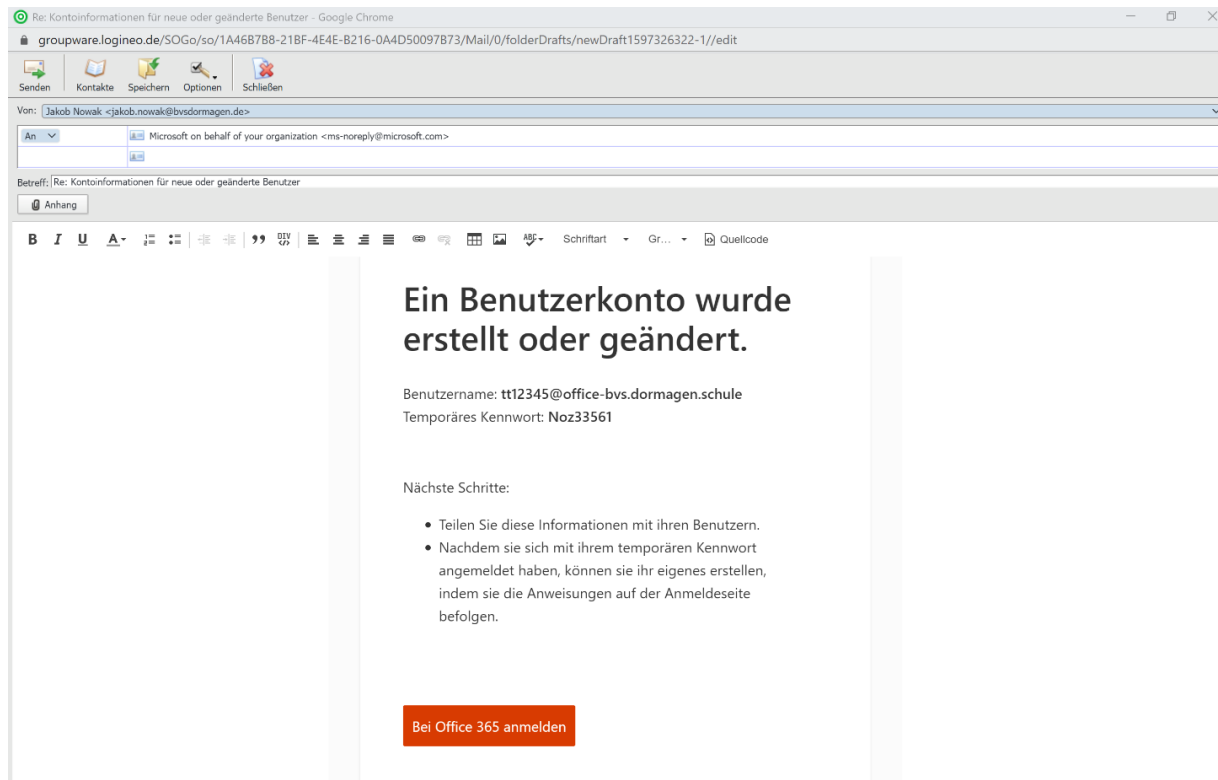 Re: Kontoinformationen für neue oder geänderte Benutzer - Google Chrome
groupware.logineo.de/SOGo/so/1A46B7B8-21BF-4E4E-B216-0A4D50097B73/Mail/0/folderDrafts/newDraft1597326322-1//edit
Senden Kontakte Speichern Optionen Schließen
Von: Jakob Nowak <jakob.nowak@bvsdormagen.de>
An Microsoft on behalf of your organization <ms-noreply@microsoft.com>
Betreff: Re: Kontoinformationen für neue oder geänderte Benutzer
Anhang
B I U A ABC Schriftart Gr... Quellcode
Ein Benutzerkonto wurde
erstellt oder geändert.
Benutzername: tt12345@office-bvs.dormagen.schule
Temporäres Kennwort: Noz33561
Nächste Schritte:
• Teilen Sie diese Informationen mit ihren Benutzern.
• Nachdem sie sich mit ihrem temporären Kennwort
angemeldet haben, können sie ihr eigenes erstellen,
indem sie die Anweisungen auf der Anmeldeseite
befolgen.
Bei Office 365 anmelden